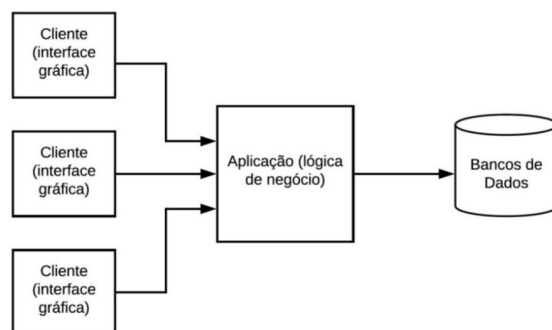 Cliente
(interface
gráfica)
Cliente
(interface
gráfica)
Cliente
(interface
gráfica)
Aplicação (lógica
de negócio)
Bancos de
Dados